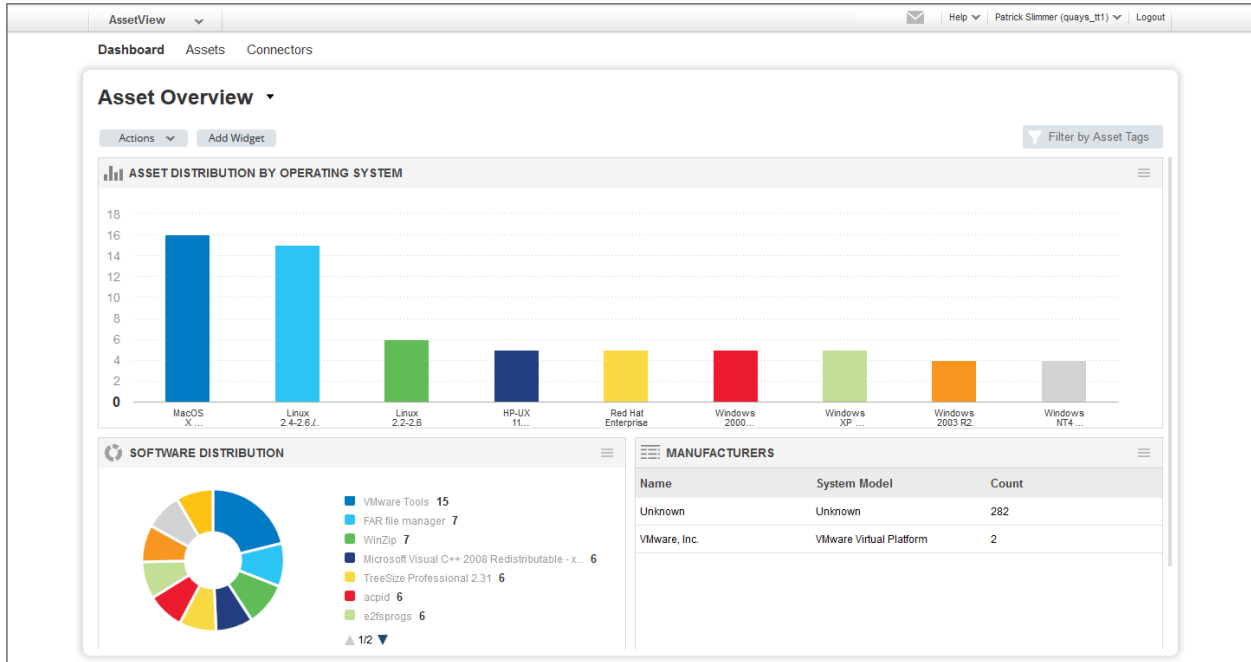 AssetView
Help
Patrick Slimmer (quays_tt1)
Logout
Dashboard Assets Connectors
Asset Overview
Actions
Add Widget
Filter by Asset Tags
ASSET DISTRIBUTION BY OPERATING SYSTEM
18
16
14
12
10
8
6
4
2
0
MacOS
X ...
Linux
2.4-2.6 /.
Linux
2.2-2.6
HP-UX
11...
Red Hat
Enterprise
Windows
2000...
Windows
XP ...
Windows
2003 R2.
Windows
NT4 ...
SOFTWARE DISTRIBUTION
VMware Tools 15
FAR file manager 7
WinZip 7
Microsoft Visual C++ 2008 Redistributable - x... 6
TreeSize Professional 2.31 6
acpid 6
e2fsprogs 6
1/2
MANUFACTURERS
Name System Model Count
Unknown Unknown 282
VMware, Inc. VMware Virtual Platform 2